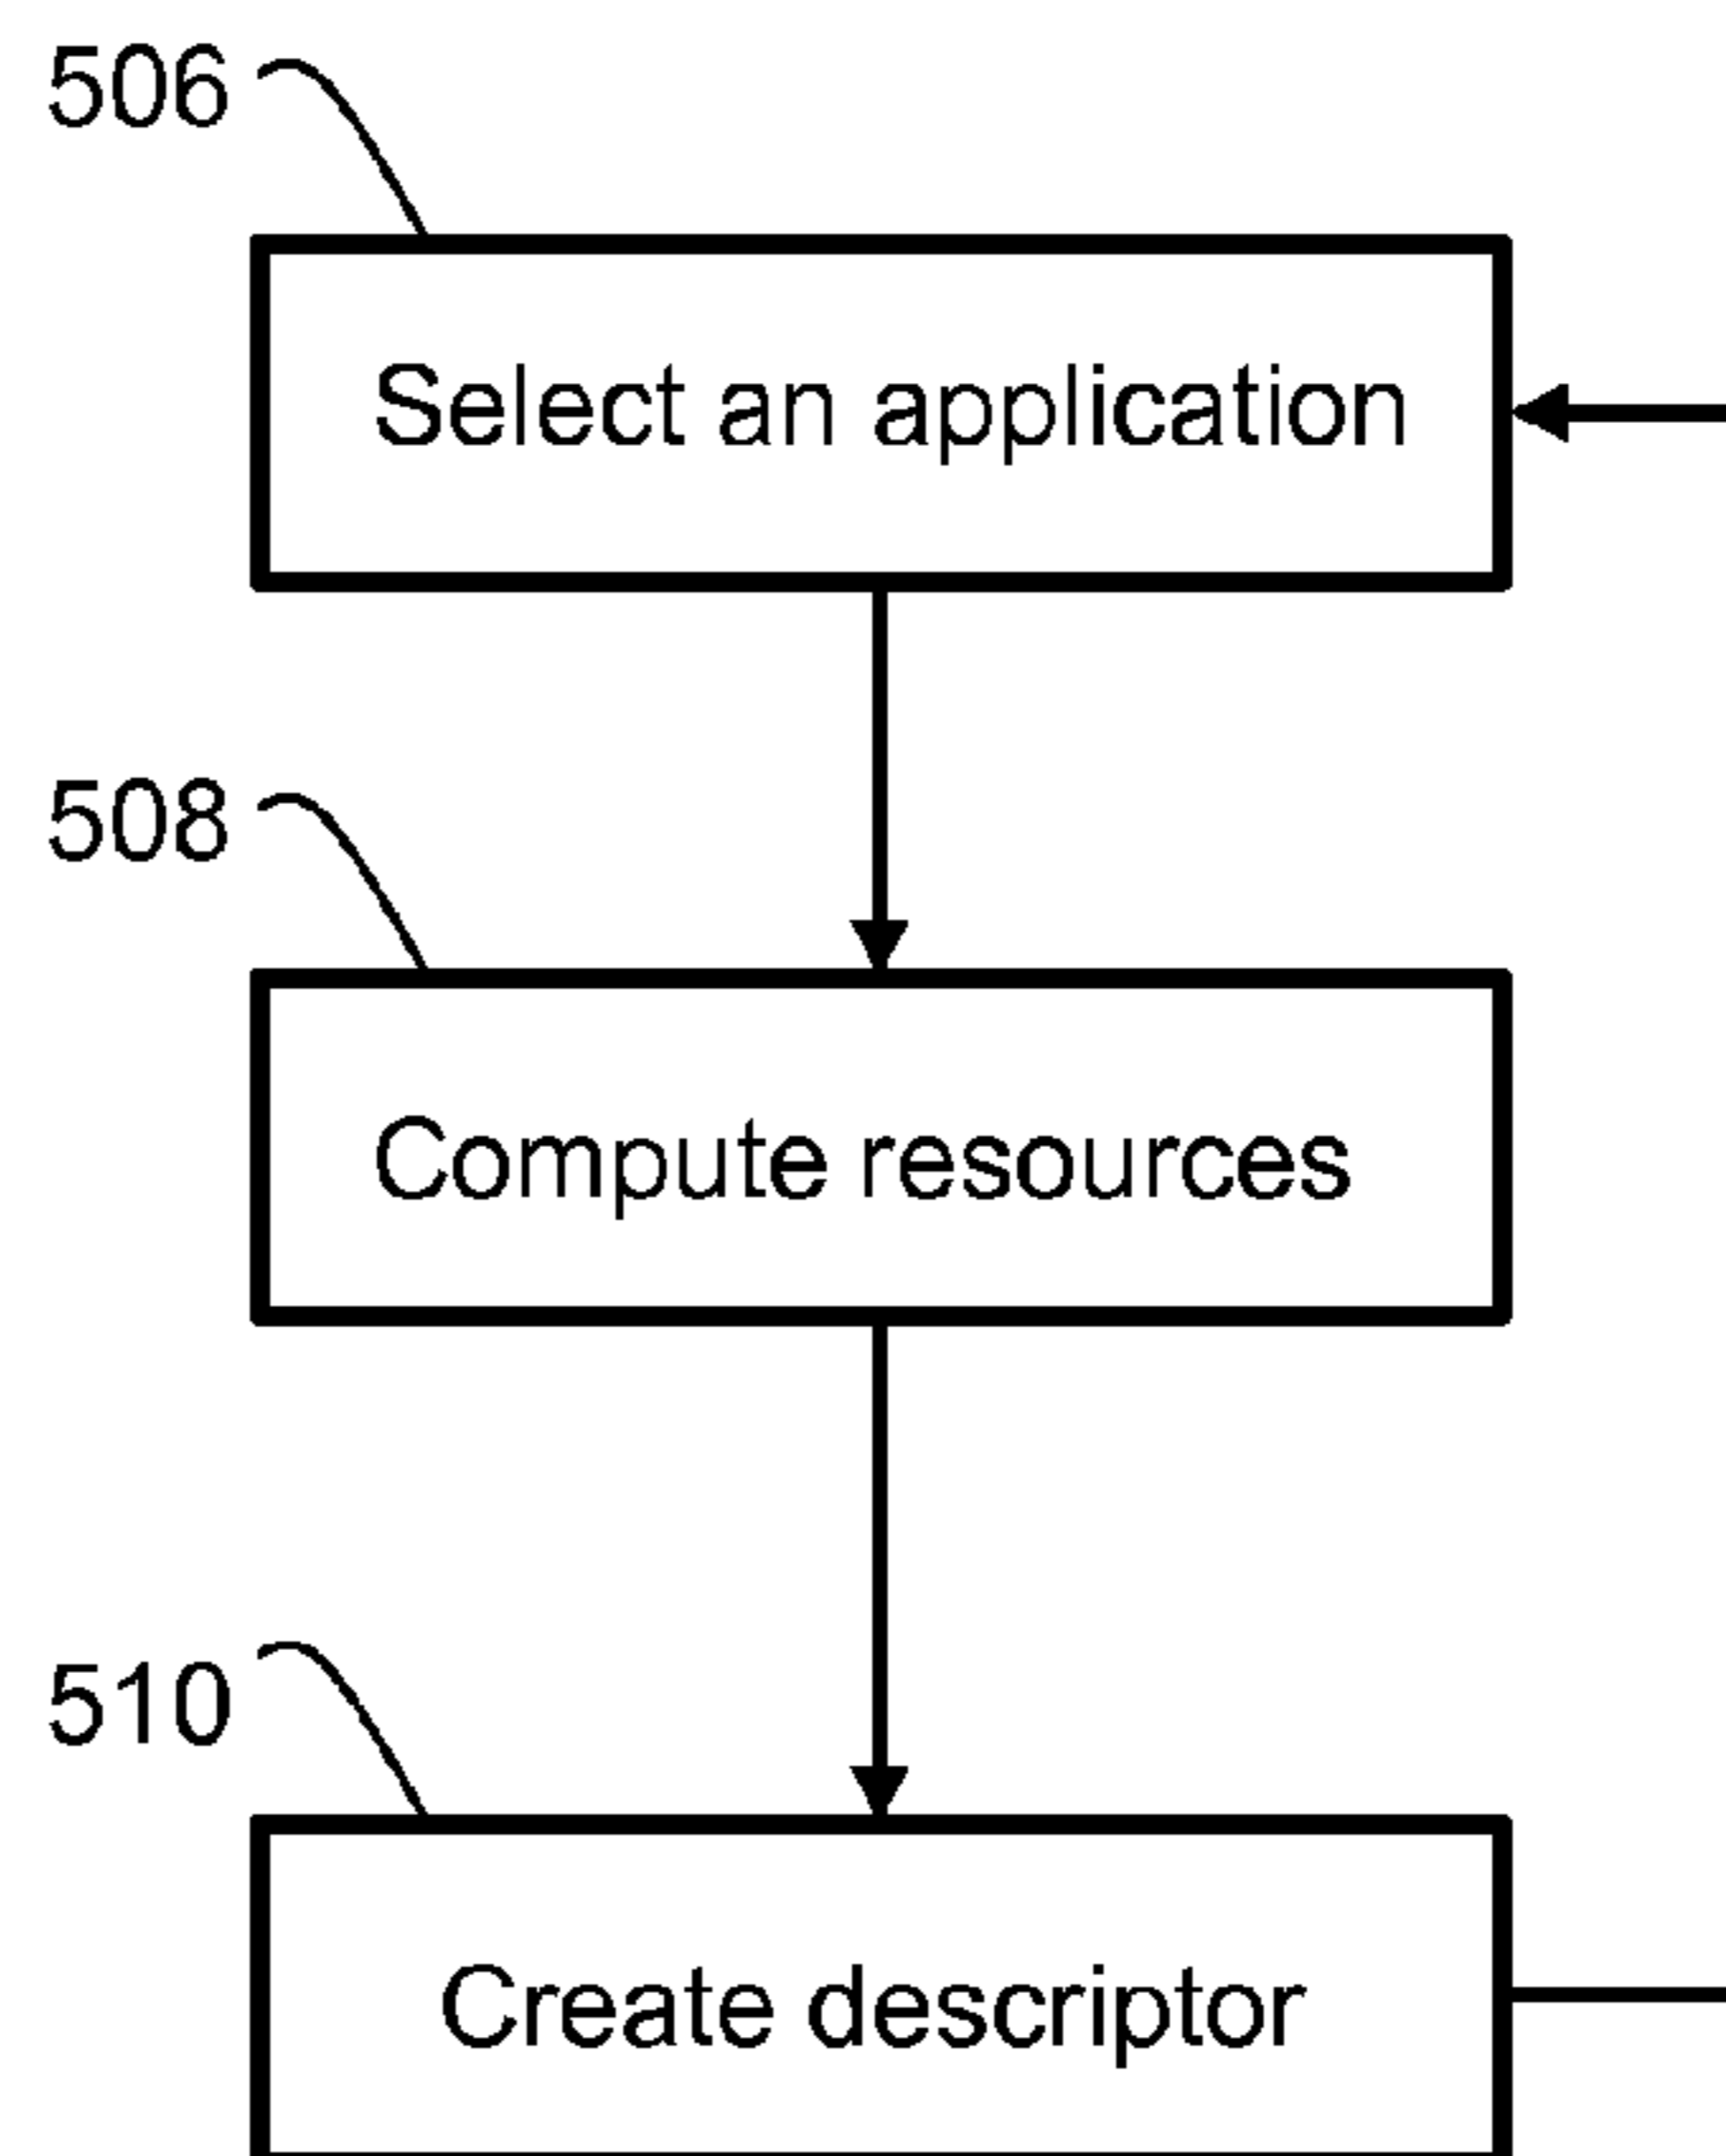 506
Select an application
508
Compute resources
510
Create descriptor